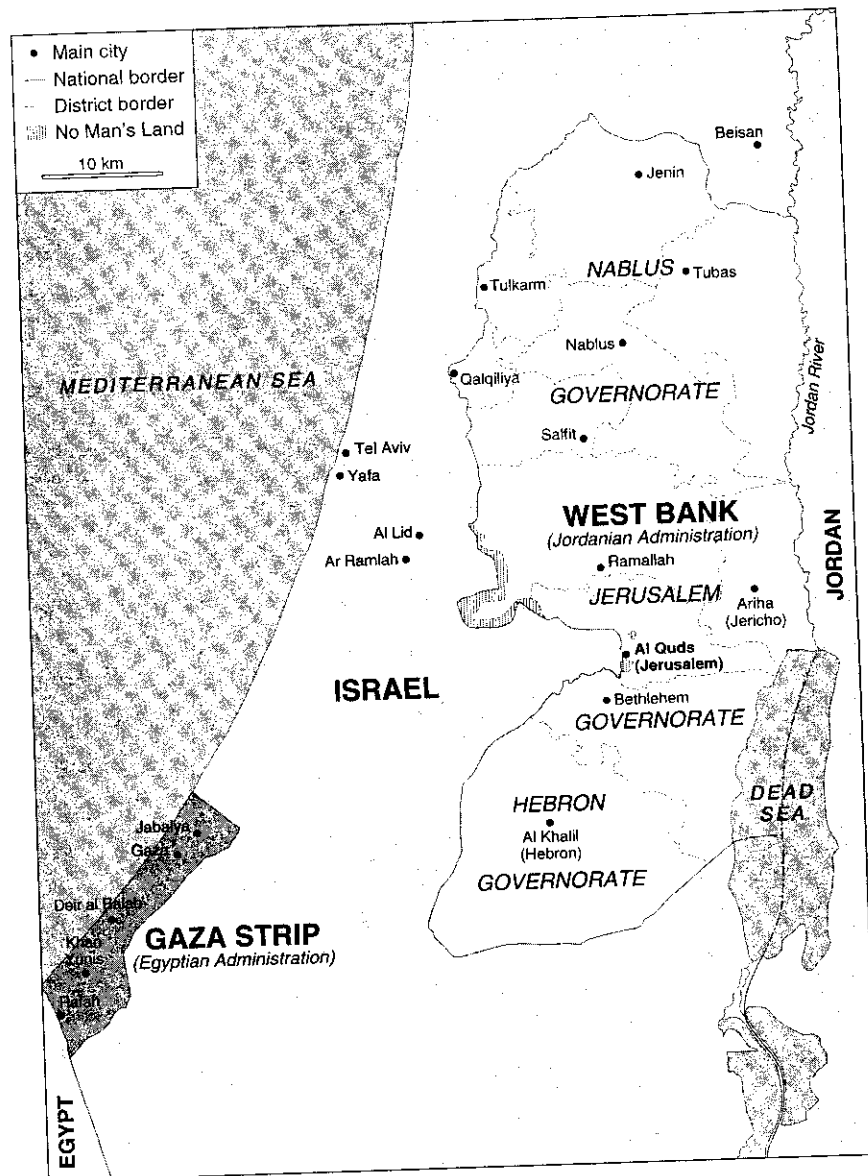 Main city
National border
District border
No Man's Land
10 km
Beisan
Jenin
NABLUS
Tubas
Tulkarm
Nablus
MEDITERRANEAN SEA
Qalqiliya
GOVERNORATE
Jordan River
Salfit
Tel Aviv
Yafa
WEST BANK
(Jordanian Administration)
Al Lid
Ar Ramlah
Ramallah
JERUSALEM
Ariha
(Jericho)
JORDAN
Al Quds
(Jerusalem)
ISRAEL
Bethlehem
GOVERNORATE
DEAD
SEA
HEBRON
Al Khalil
(Hebron)
GOVERNORATE
Jabalya
Gaza
Deir al Balah
GAZA STRIP
(Egyptian Administration)
Khan
Yunis
Rafah
EGYPT